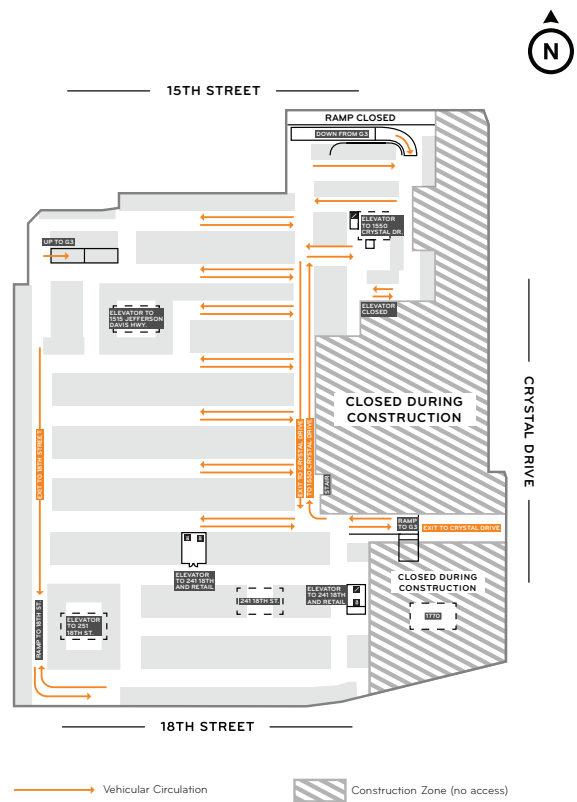 N
15TH STREET
RAMP CLOSED
DOWN FROM G3
ELEVATOR
TO 1550
CRYSTAL DR.
UP TO G3
ELEVATOR
CLOSED
ELEVATOR TO
1515 JEFFERSON
DAVIS HWY.
CLOSED DURING
CONSTRUCTION
CRYSTAL DRIVE
EXIT TO 18TH STREET
EXIT TO CRYSTAL DRIVE
TO 1550 CRYSTAL DRIVE
STAIR
RAMP
TO G3
EXIT TO CRYSTAL DRIVE
ELEVATOR
TO 241 18TH
AND RETAIL
CLOSED DURING
CONSTRUCTION
ELEVATOR
TO 241 18TH
AND RETAIL
241 18TH ST.
1770
RAMP TO 18TH ST.
ELEVATOR
TO 251
18TH ST.
18TH STREET
Vehicular Circulation
Construction Zone (no access)